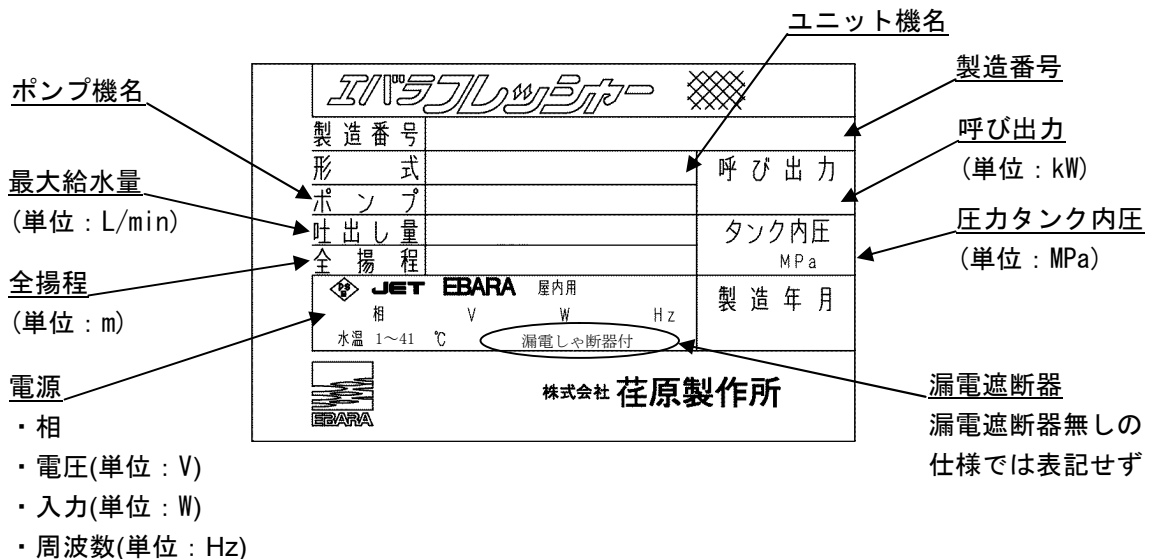 ユニット機名
製造番号
呼び出力
(単位：kW)
圧力タンク内圧
(単位：MPa)
ポンプ機名
最大給水量
(単位：L/min)
全揚程
(単位：m)
電源
・相
・電圧(単位：V)
・入力(単位：W)
・周波数(単位：Hz)
エバラフレッシャー
製造番号
形式
呼び出力
ポンプ
吐出し量
タンク内圧
MPa
全揚程
PSE JET EBARA 屋内用
製造年月
相 V W Hz
水温 1～41 ℃ 漏電しゃ断器付
EBARA
株式会社 荏原製作所
漏電遮断器
漏電遮断器無しの
仕様では表記せず